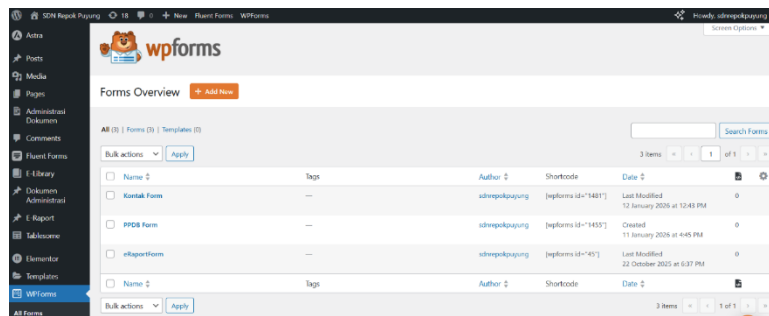 SDN Repok Puyung 18 0 + New Fluent Forms WPForms Howdy, sdnrepokpuyung
Screen Options
Astra
Posts
Media
Pages
Administrasi
Dokumen
Comments
Fluent Forms
E-Library
Dokumen
Administrasi
E-Raport
Tablesome
Elementor
Templates
WPForms
All Forms
wpforms
Forms Overview + Add New
All (3) | Forms (3) | Templates (0)
Search Forms
Bulk actions Apply 3 items « ‹ 1 of 1 › »
Name Tags Author Shortcode Date
Kontak Form — sdnrepokpuyung [wpforms id="1481"] Last Modified 0
12 January 2026 at 12:43 PM
PPDB Form — sdnrepokpuyung [wpforms id="1455"] Created 0
11 January 2026 at 4:45 PM
eRaportForm — sdnrepokpuyung [wpforms id="45"] Last Modified 0
22 October 2025 at 6:37 PM
Name Tags Author Shortcode Date
Bulk actions Apply 3 items « ‹ 1 of 1 › »